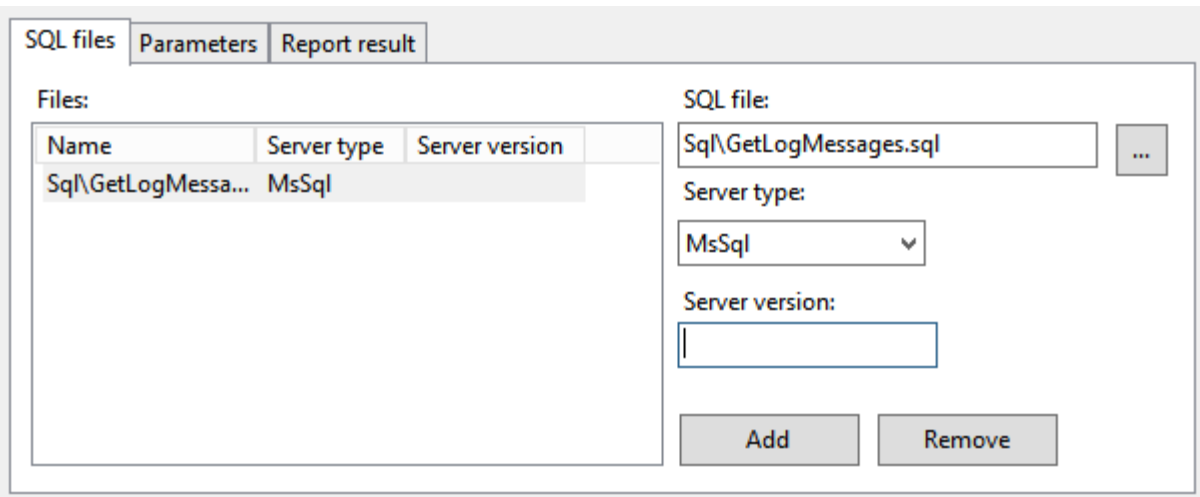 SQL files Parameters Report result
Files:
Name Server type Server version
Sql\GetLogMessa... MsSql
SQL file:
Sql\GetLogMessages.sql ...
Server type:
MsSql
Server version:
Add Remove